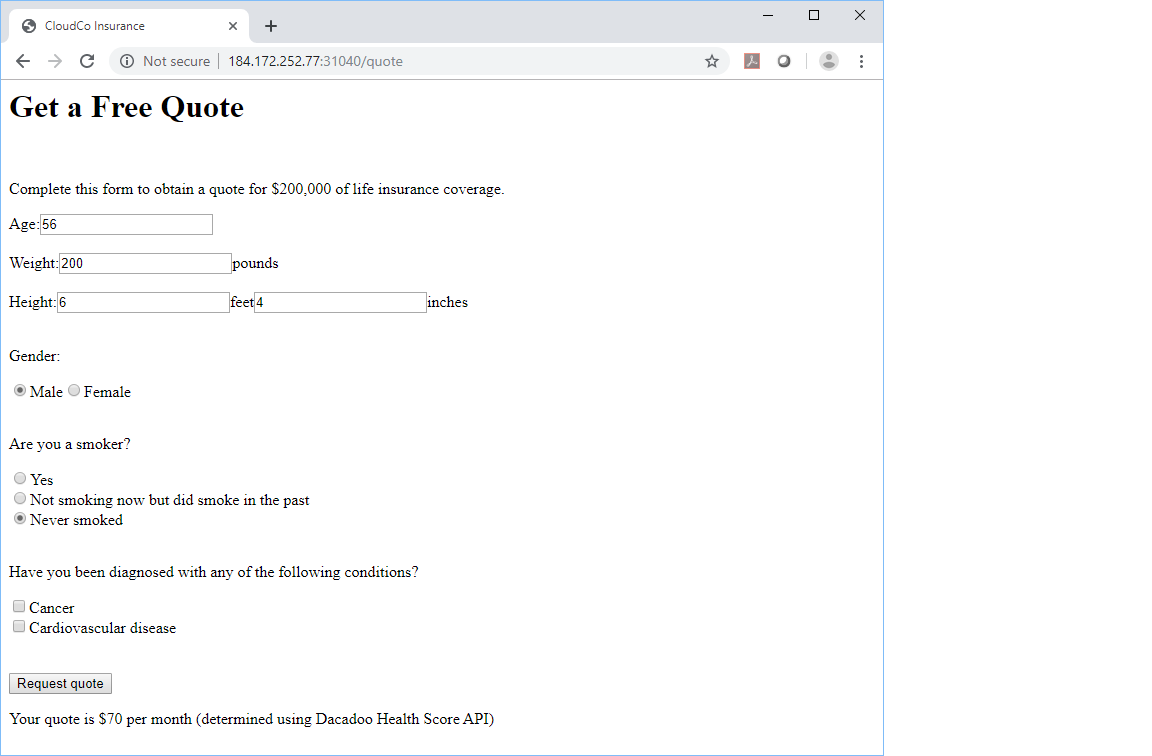 CloudCo Insurance
Not secure 184.172.252.77:31040/quote
Get a Free Quote
Complete this form to obtain a quote for $200,000 of life insurance coverage.
Age: 56
Weight: 200 pounds
Height: 6 feet 4 inches
Gender:
Male Female
Are you a smoker?
Yes
Not smoking now but did smoke in the past
Never smoked
Have you been diagnosed with any of the following conditions?
Cancer
Cardiovascular disease
Request quote
Your quote is $70 per month (determined using Dacadoo Health Score API)